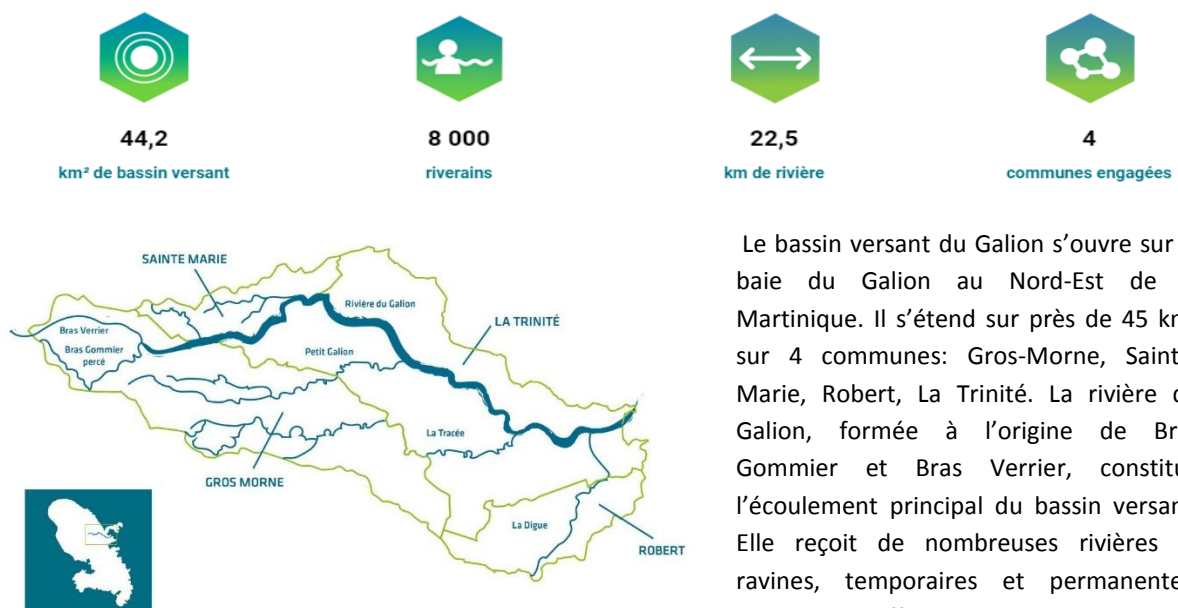 44,2
km² de bassin versant
8 000
riverains
22,5
km de rivière
4
communes engagées
SAINTE MARIE
Rivière du Galion
LA TRINITÉ
Bras Verrier
Bras Gommier
percé
Petit Galion
La Tracée
GROS MORNE
La Digue
ROBERT
Le bassin versant du Galion s’ouvre sur
baie du Galion au Nord-Est de
Martinique. Il s’étend sur près de 45 km
sur 4 communes: Gros-Morne, Saint
Marie, Robert, La Trinité. La rivière
Galion, formée à l’origine de
Gommier et Bras Verrier,
l’écoulement principal du bassin
Elle reçoit de nombreuses rivières
ravines, temporaires et